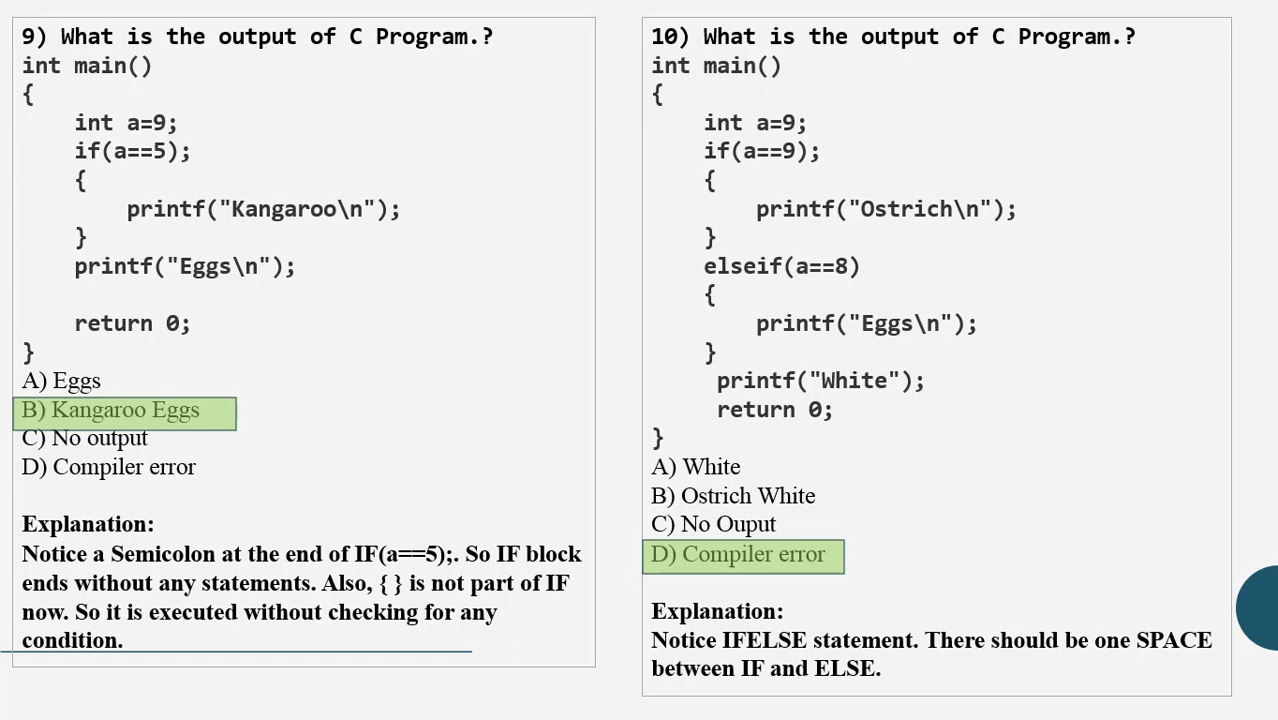 9) What is the output of C Program.?
int main()
{
    int a=9;
    if(a==5);
    {
        printf("Kangaroo\n");
    }
    printf("Eggs\n");
    return 0;
}
A) Eggs
B) Kangaroo Eggs
C) No output
D) Compiler error
Explanation:
Notice a Semicolon at the end of IF(a==5);. So IF block
ends without any statements. Also, { } is not part of IF
now. So it is executed without checking for any
condition.
10) What is the output of C Program.?
int main()
{
    int a=9;
    if(a==9);
    {
        printf("Ostrich\n");
    }
    elseif(a==8)
    {
        printf("Eggs\n");
    }
     printf("White");
     return 0;
}
A) White
B) Ostrich White
C) No Ouput
D) Compiler error
Explanation:
Notice IFELSE statement. There should be one SPACE
between IF and ELSE.